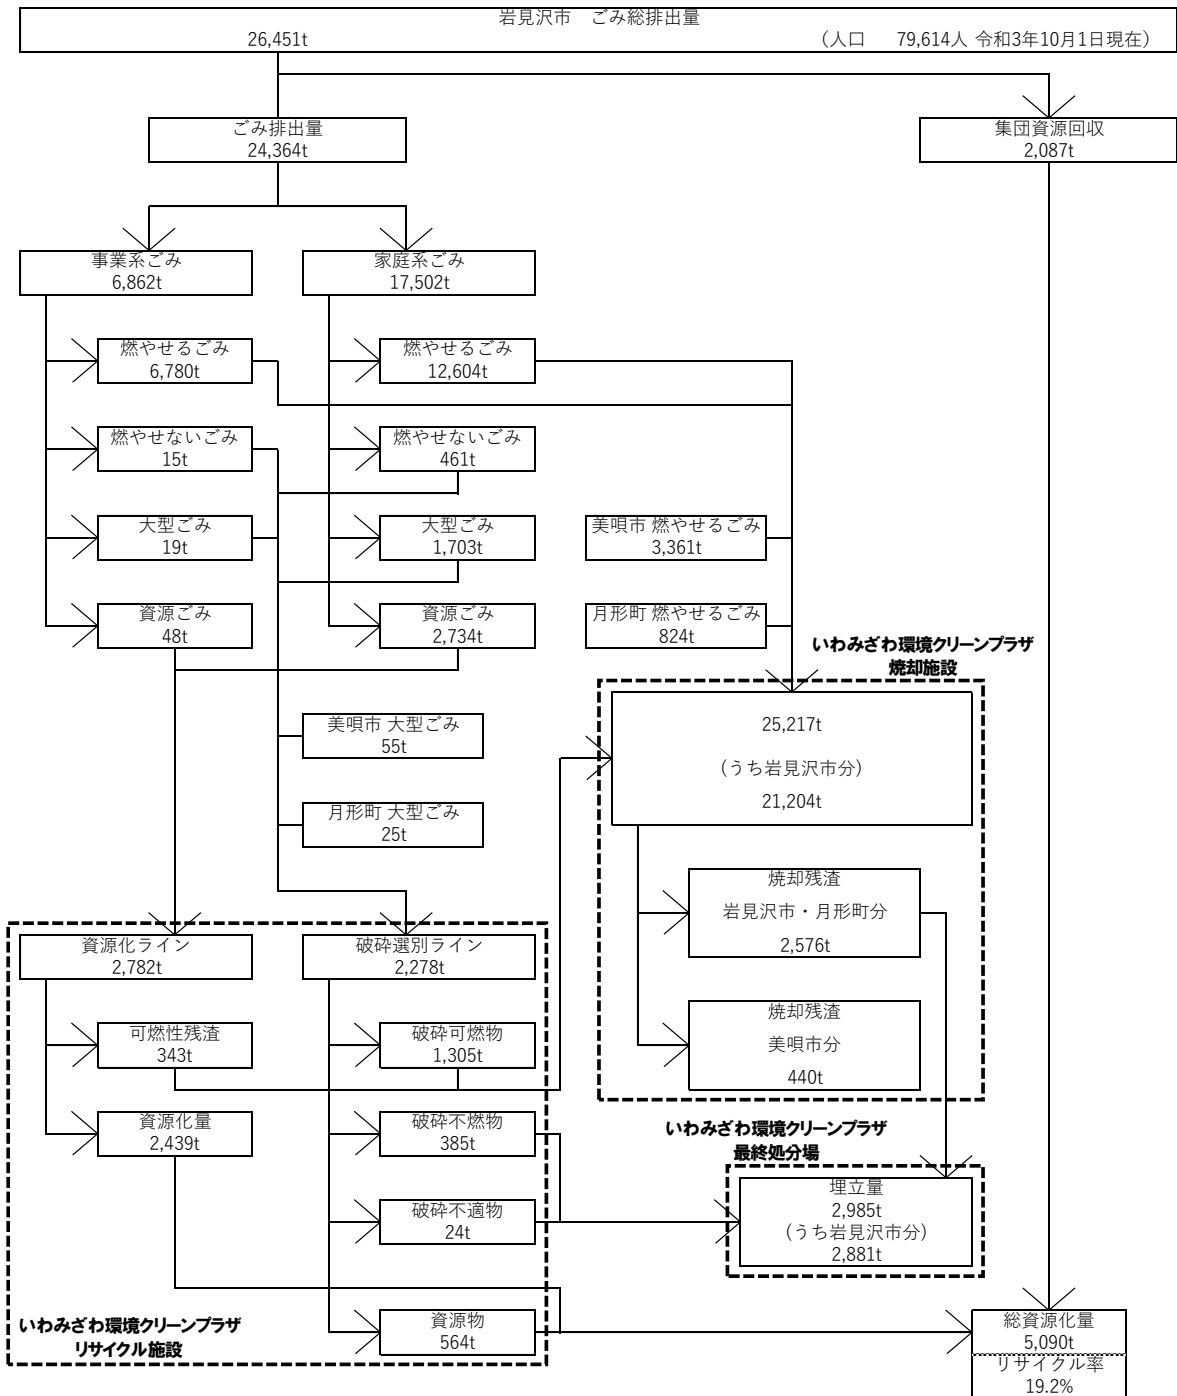 岩見沢市 ごみ総排出量
26,451t
(人口 79,614人 令和3年10月1日現在)
ごみ排出量
24,364t
集団資源回収
2,087t
事業系ごみ
6,862t
家庭系ごみ
17,502t
燃やせるごみ
6,780t
燃やせるごみ
12,604t
燃やせないごみ
15t
燃やせないごみ
461t
大型ごみ
19t
大型ごみ
1,703t
美唄市 燃やせるごみ
3,361t
資源ごみ
48t
資源ごみ
2,734t
月形町 燃やせるごみ
824t
いわみざわ環境クリーンプラザ
焼却施設
美唄市 大型ごみ
55t
月形町 大型ごみ
25t
25,217t
(うち岩見沢市分)
21,204t
焼却残渣
岩見沢市・月形町分
2,576t
焼却残渣
美唄市分
440t
資源化ライン
2,782t
破砕選別ライン
2,278t
可燃性残渣
343t
破砕可燃物
1,305t
資源化量
2,439t
破砕不燃物
385t
破砕不適物
24t
資源物
564t
いわみざわ環境クリーンプラザ
リサイクル施設
いわみざわ環境クリーンプラザ
最終処分場
埋立量
2,985t
(うち岩見沢市分)
2,881t
総資源化量
5,090t
リサイクル率
19.2%